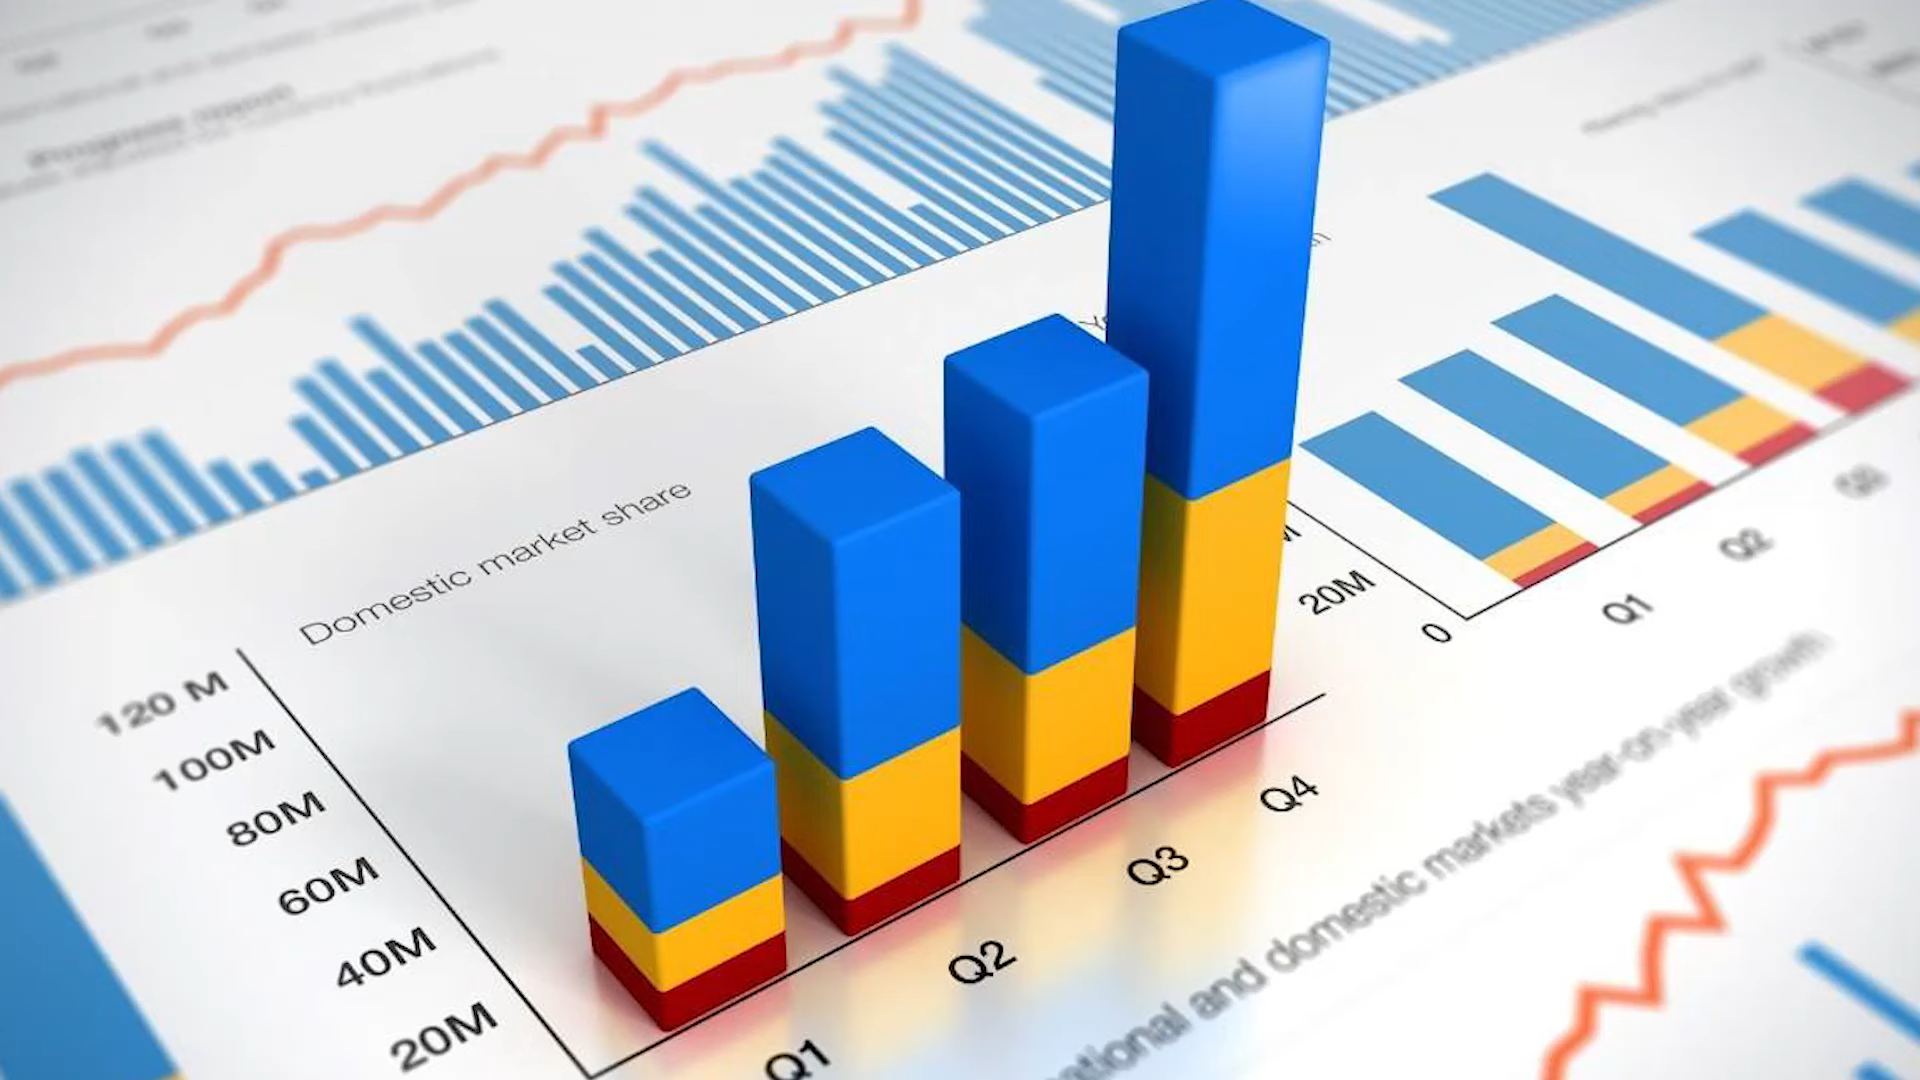 Domestic market share
120 M
100M
80M
60M
40M
20M
Q1
Q2
Q3
Q4
20M
0
Q1
Q2
Q3
and domestic markets year-on-year growth